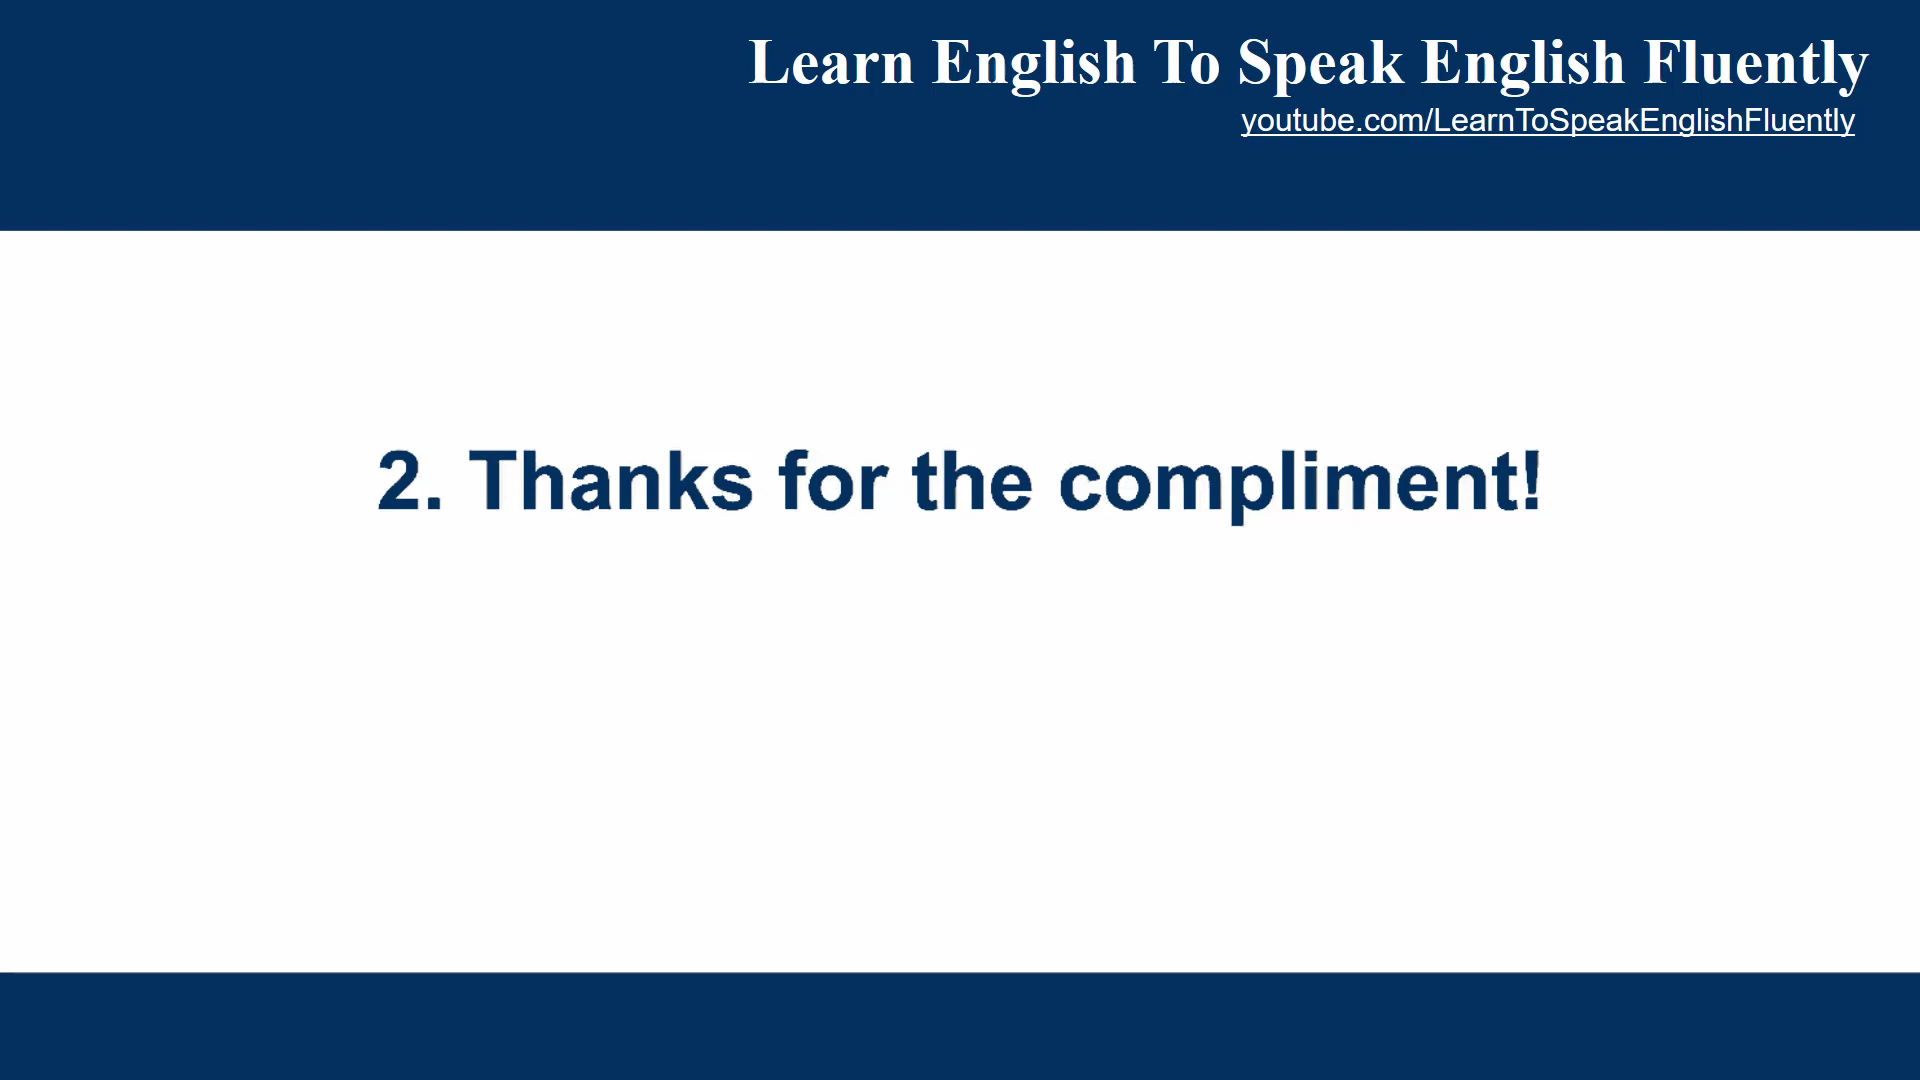 Learn English To Speak English Fluently
youtube.com/LearnToSpeakEnglishFluently
2. Thanks for the compliment!